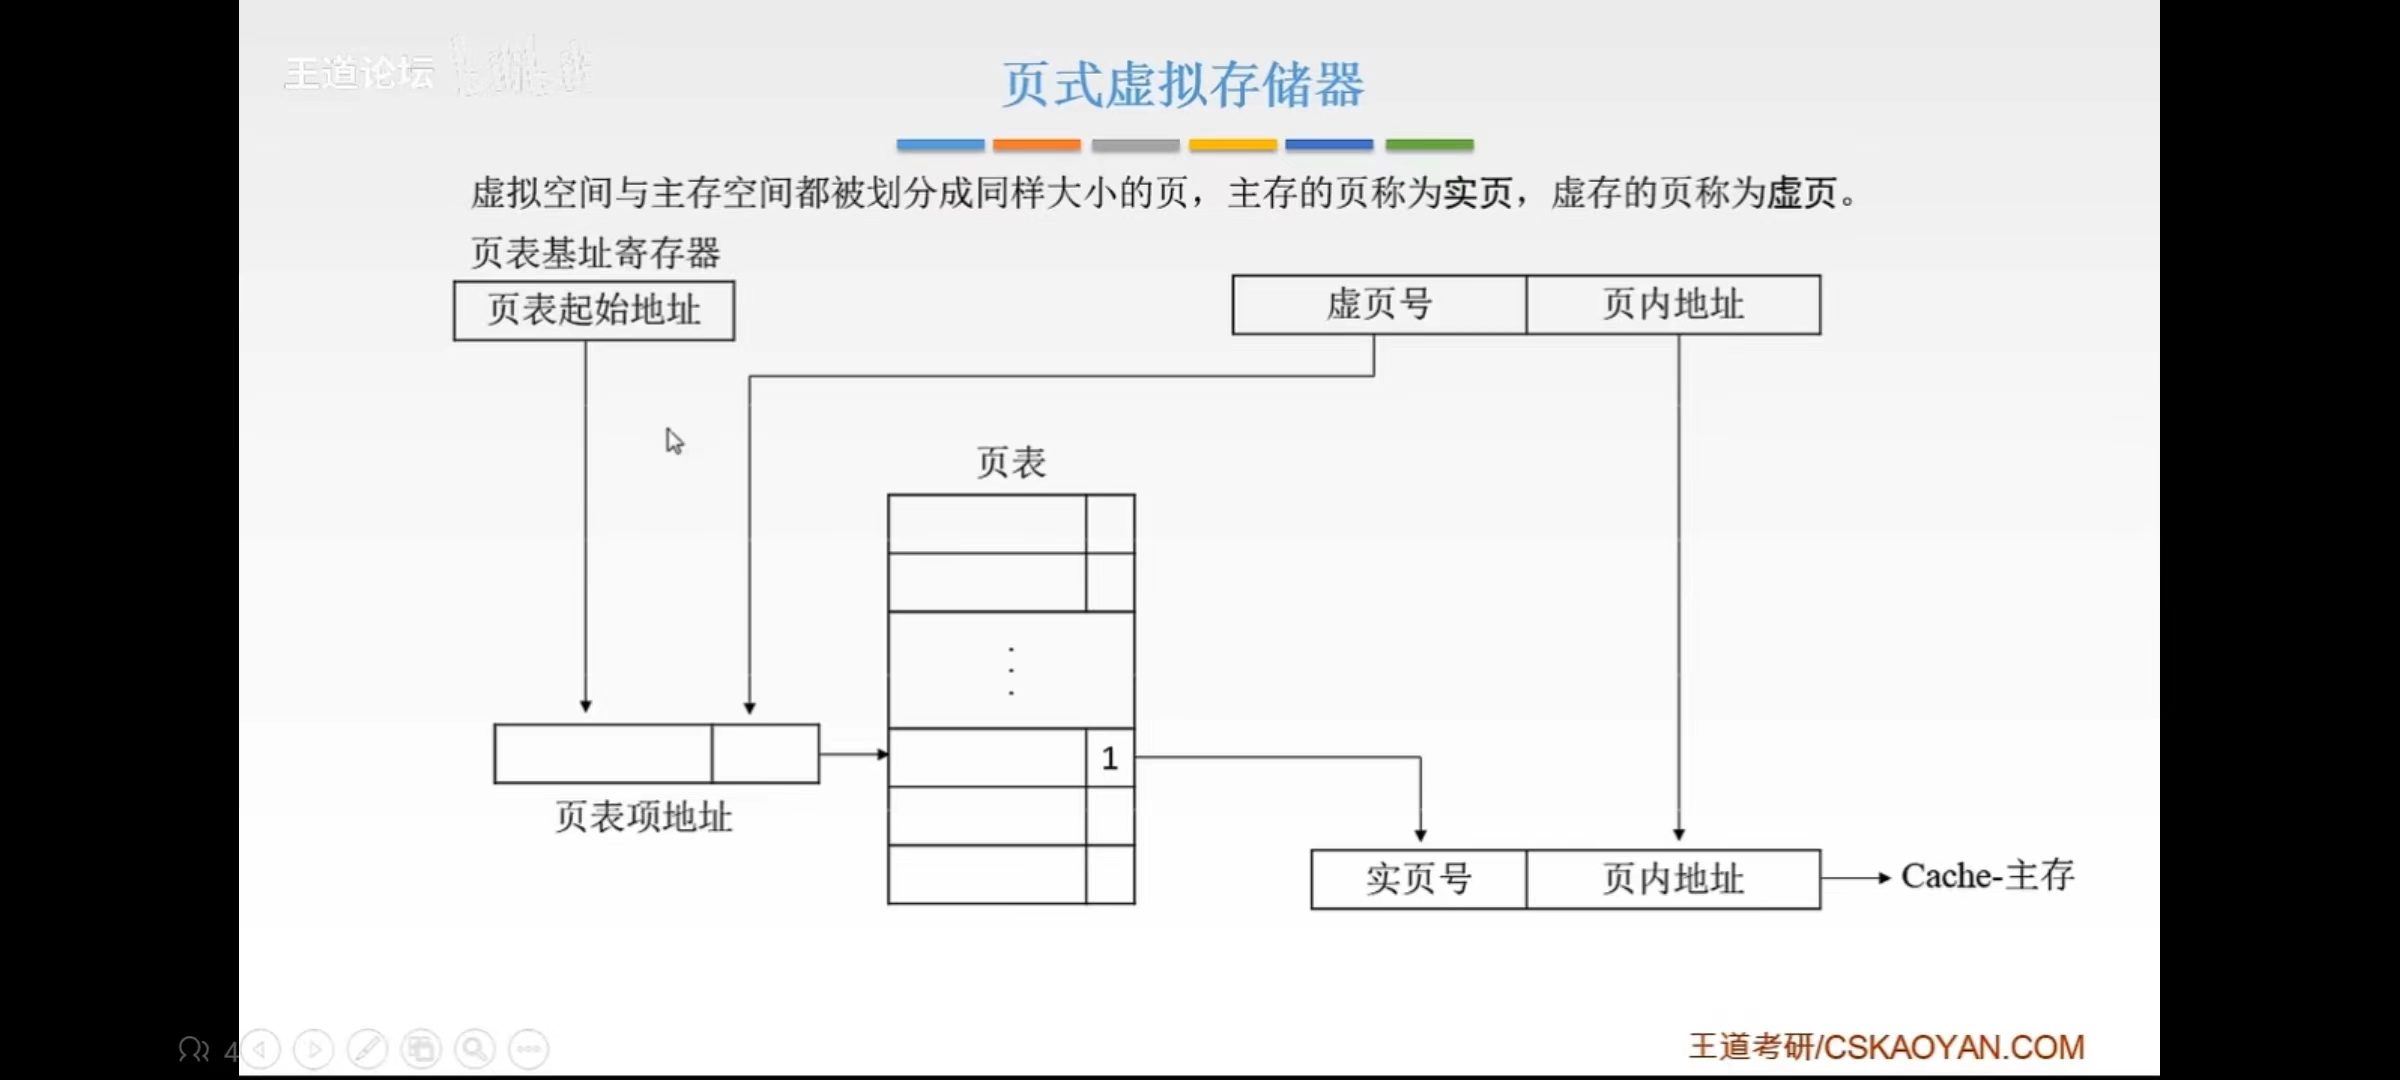 王道论坛
页式虚拟存储器
虚拟空间与主存空间都被划分成同样大小的页，主存的页称为实页，虚存的页称为虚页。
页表基址寄存器
页表起始地址
虚页号 页内地址
页表
1
页表项地址
实页号 页内地址 Cache-主存
4
王道考研/CSKAOYAN.COM